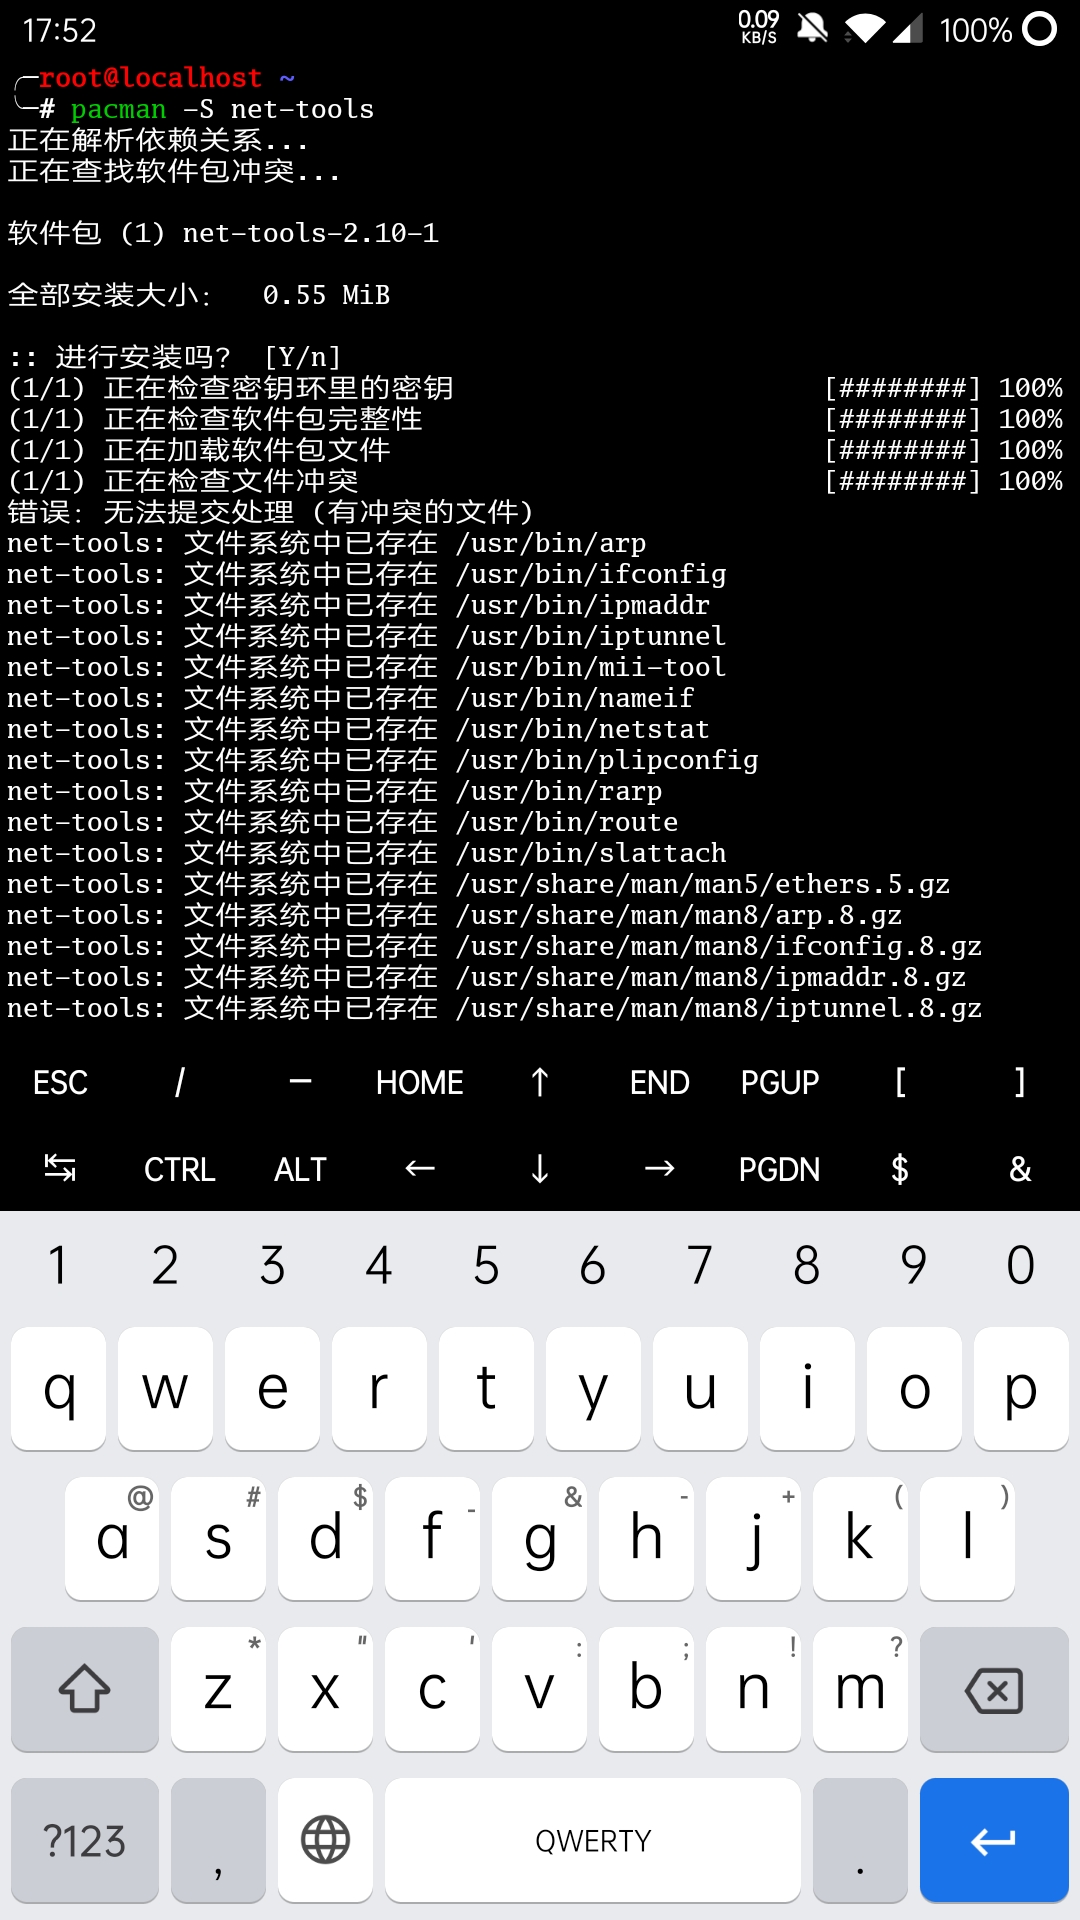 17:52
0.09 KB/S
100%
root@localhost ~
# pacman -S net-tools
正在解析依赖关系...
正在查找软件包冲突...
软件包 (1) net-tools-2.10-1
全部安装大小:   0.55 MiB
:: 进行安装吗？ [Y/n]
(1/1) 正在检查密钥环里的密钥 [########] 100%
(1/1) 正在检查软件包完整性 [########] 100%
(1/1) 正在加载软件包文件 [########] 100%
(1/1) 正在检查文件冲突 [########] 100%
错误: 无法提交处理 (有冲突的文件)
net-tools: 文件系统中已存在 /usr/bin/arp
net-tools: 文件系统中已存在 /usr/bin/ifconfig
net-tools: 文件系统中已存在 /usr/bin/ipmaddr
net-tools: 文件系统中已存在 /usr/bin/iptunnel
net-tools: 文件系统中已存在 /usr/bin/mii-tool
net-tools: 文件系统中已存在 /usr/bin/nameif
net-tools: 文件系统中已存在 /usr/bin/netstat
net-tools: 文件系统中已存在 /usr/bin/plipconfig
net-tools: 文件系统中已存在 /usr/bin/rarp
net-tools: 文件系统中已存在 /usr/bin/route
net-tools: 文件系统中已存在 /usr/bin/slattach
net-tools: 文件系统中已存在 /usr/share/man/man5/ethers.5.gz
net-tools: 文件系统中已存在 /usr/share/man/man8/arp.8.gz
net-tools: 文件系统中已存在 /usr/share/man/man8/ifconfig.8.gz
net-tools: 文件系统中已存在 /usr/share/man/man8/ipmaddr.8.gz
net-tools: 文件系统中已存在 /usr/share/man/man8/iptunnel.8.gz
ESC / — HOME ↑ END PGUP [ ]
↹ CTRL ALT ← ↓ → PGDN $ &
1 2 3 4 5 6 7 8 9 0
q w e r t y u i o p
@ # $ - & - + ( )
a s d f g h j k l
* " ' : ; ! ?
z x c v b n m
?123 , QWERTY .